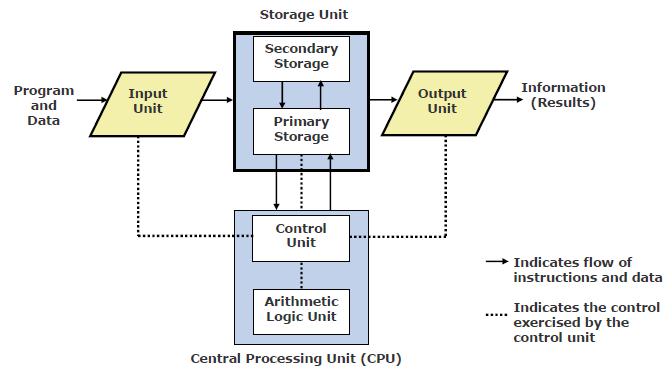 Storage Unit
Secondary
Storage
Program
and
Data
Input
Unit
Primary
Storage
Output
Unit
Information
(Results)
Control
Unit
Arithmetic
Logic Unit
Central Processing Unit (CPU)
Indicates flow of
instructions and data
Indicates the control
exercised by the
control unit